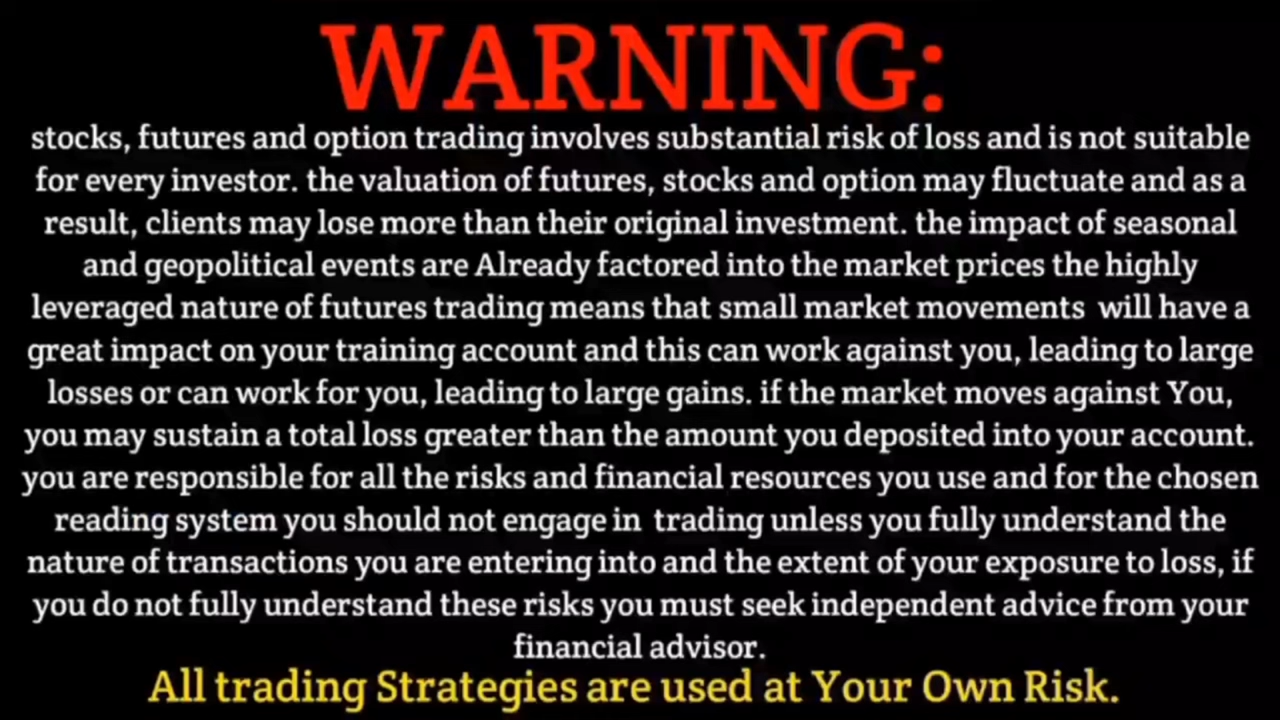 WARNING:
stocks, futures and option trading involves substantial risk of loss and is not suitable
for every investor. the valuation of futures, stocks and option may fluctuate and as a
result, clients may lose more than their original investment. the impact of seasonal
and geopolitical events are Already factored into the market prices the highly
leveraged nature of futures trading means that small market movements will have a
great impact on your training account and this can work against you, leading to large
losses or can work for you, leading to large gains. if the market moves against You,
you may sustain a total loss greater than the amount you deposited into your account.
you are responsible for all the risks and financial resources you use and for the chosen
reading system you should not engage in trading unless you fully understand the
nature of transactions you are entering into and the extent of your exposure to loss, if
you do not fully understand these risks you must seek independent advice from your
financial advisor.
All trading Strategies are used at Your Own Risk.